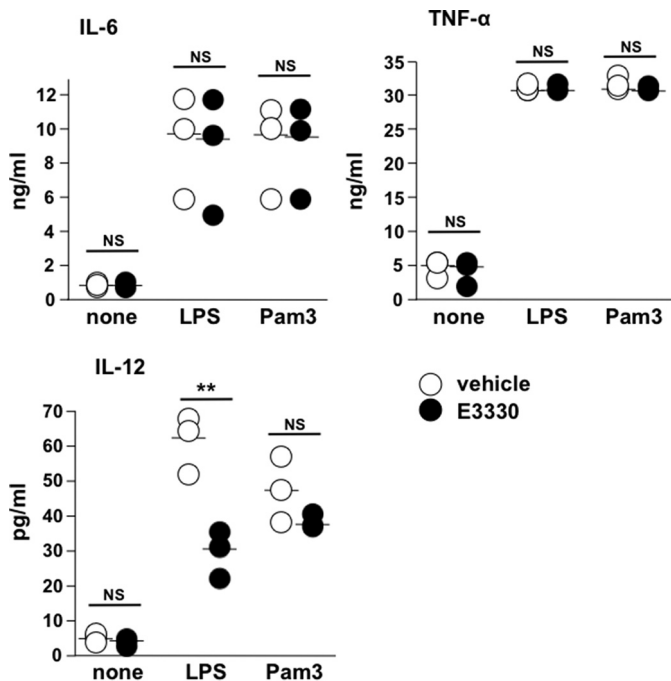 IL-6
NS
NS
NS
12
10
8
6
4
2
0
ng/ml
none LPS Pam3
TNF-α
NS
NS
NS
35
30
25
20
15
10
5
0
ng/ml
none LPS Pam3
IL-12
**
NS
NS
70
60
50
40
30
20
10
0
pg/ml
none LPS Pam3
vehicle
E3330